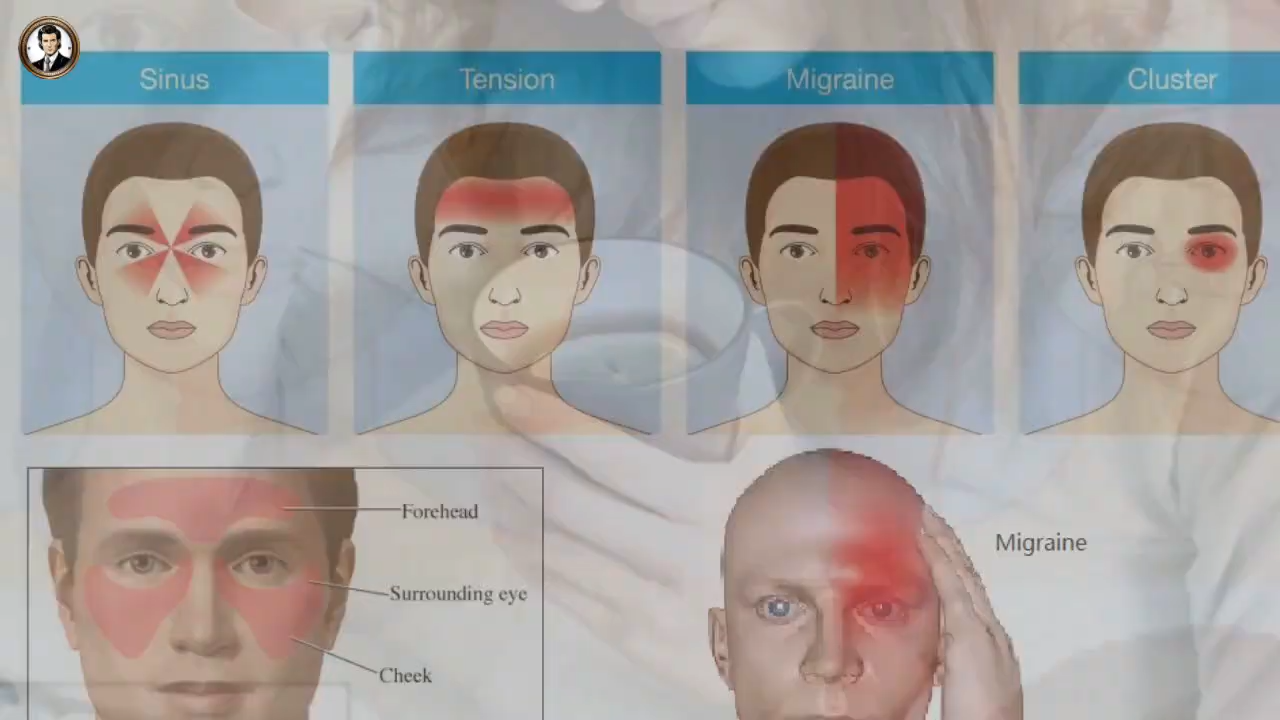 Sinus
Tension
Migraine
Cluster
Forehead
Surrounding eye
Cheek
Migraine